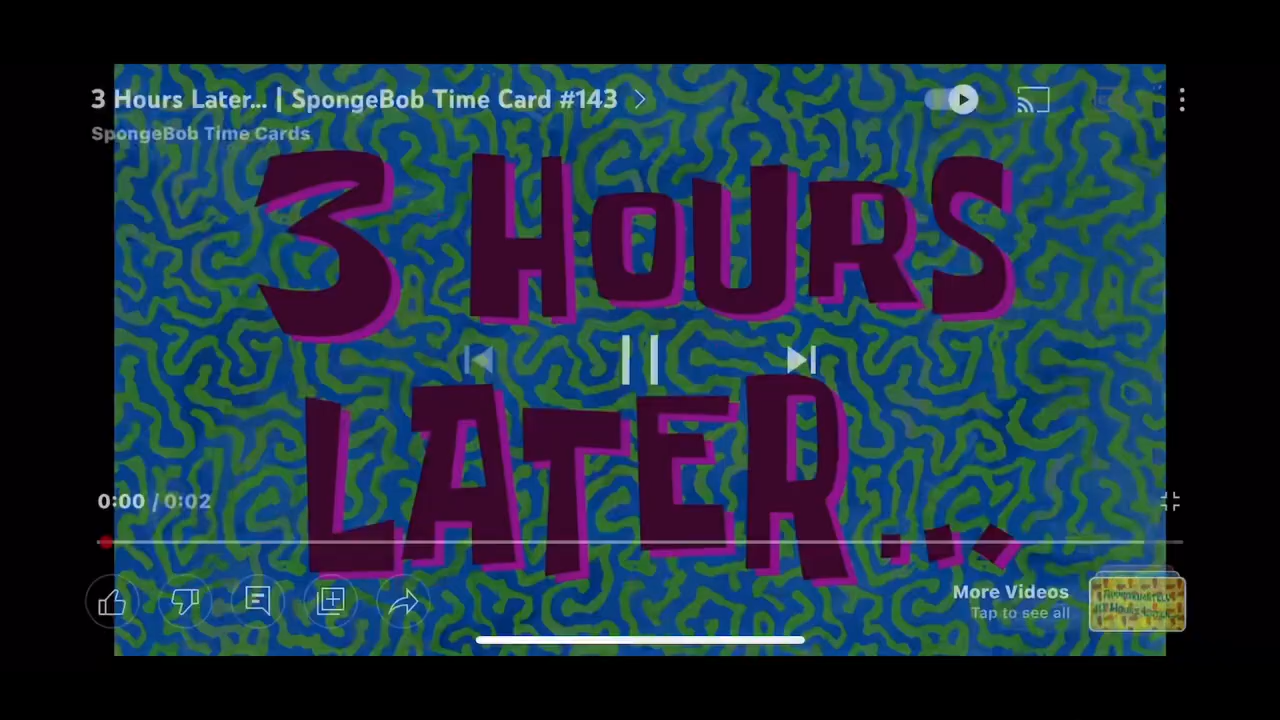 3 Hours Later... | SpongeBob Time Card #143
SpongeBob Time Cards
3 HOURS
LATER...
0:00 / 0:02
More Videos
Tap to see all